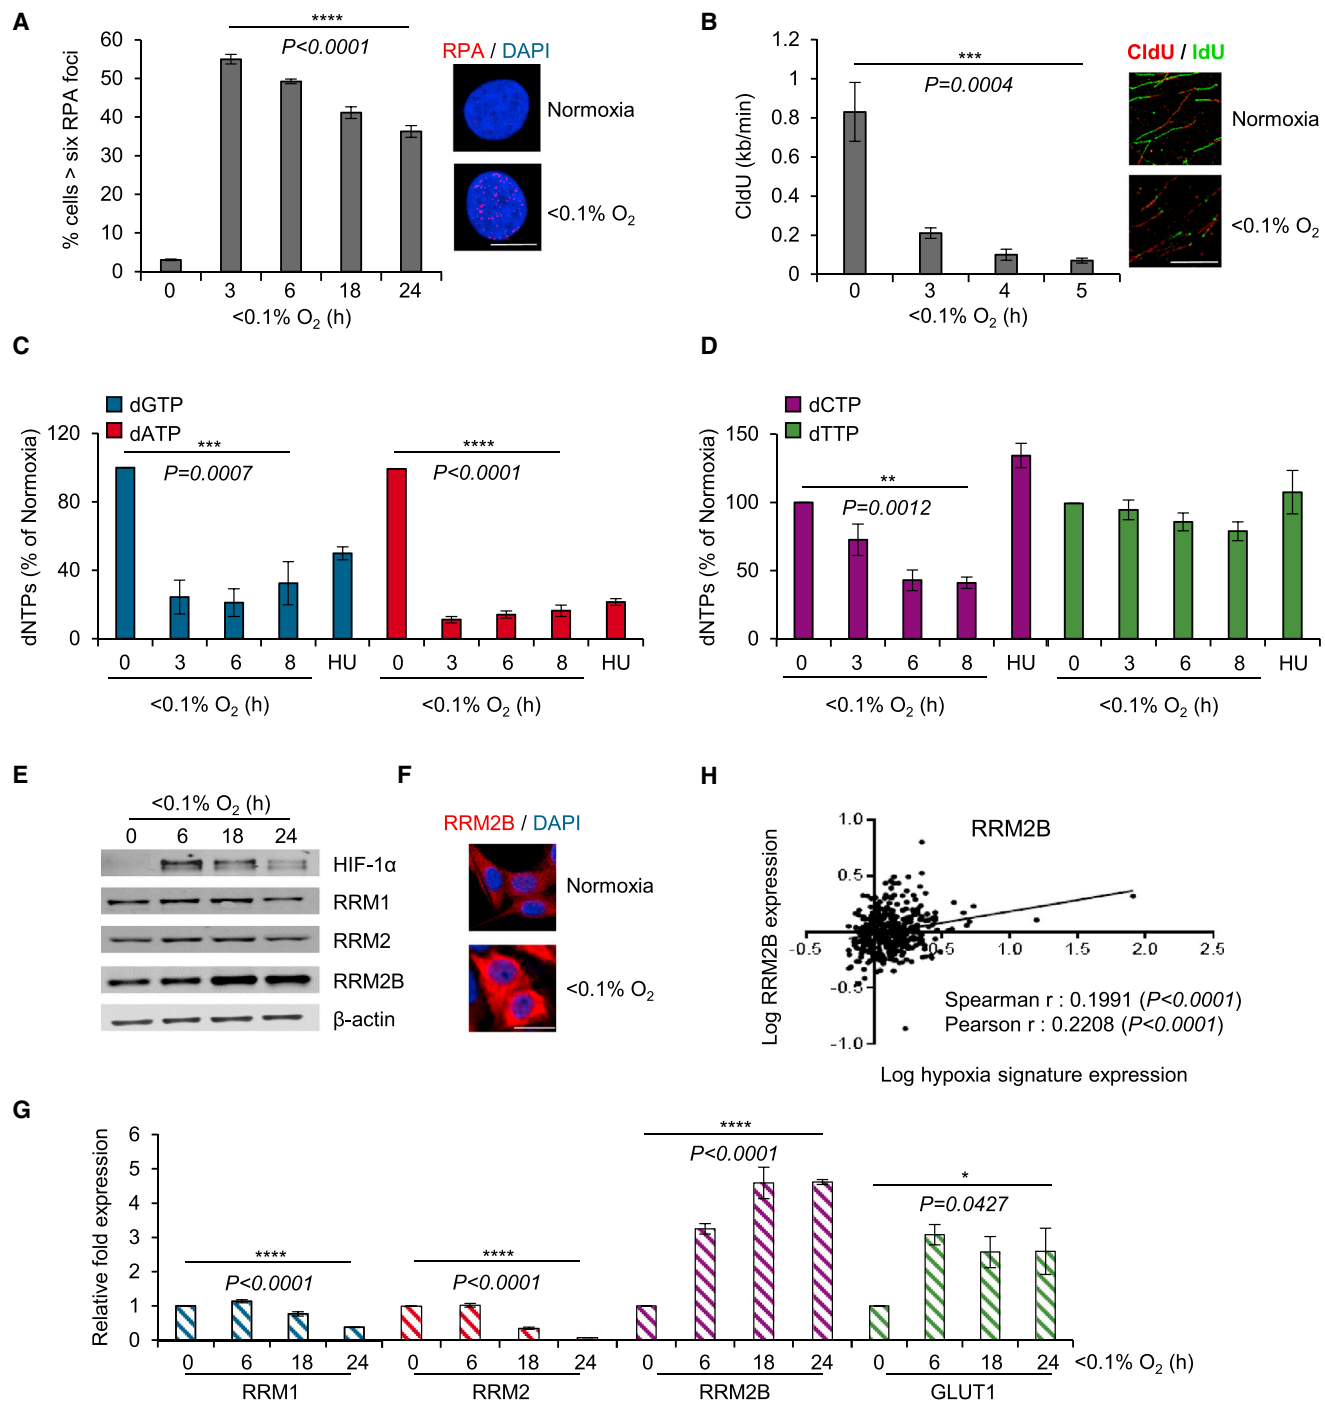 A
% cells > six RPA foci
60
50
40
30
20
10
0
****
P<0.0001
0 3 6 18 24
<0.1% O2 (h)
RPA / DAPI
Normoxia
<0.1% O2
B
CldU (kb/min)
1.2
1
0.8
0.6
0.4
0.2
0
***
P=0.0004
0 3 4 5
<0.1% O2 (h)
CldU / IdU
Normoxia
<0.1% O2
C
dGTP
dATP
dNTPs (% of Normoxia)
120
80
40
0
***
P=0.0007
****
P<0.0001
0 3 6 8 HU 0 3 6 8 HU
<0.1% O2 (h) <0.1% O2 (h)
D
dCTP
dTTP
dNTPs (% of Normoxia)
150
100
50
0
**
P=0.0012
0 3 6 8 HU 0 3 6 8 HU
<0.1% O2 (h) <0.1% O2 (h)
E
<0.1% O2 (h)
0 6 18 24
HIF-1α
RRM1
RRM2
RRM2B
β-actin
F
RRM2B / DAPI
Normoxia
<0.1% O2
H
RRM2B
Log RRM2B expression
1.0
0.5
-0.5 0.5 1.0 1.5 2.0 2.5
-0.5
-1.0
Spearman r : 0.1991 (P<0.0001)
Pearson r : 0.2208 (P<0.0001)
Log hypoxia signature expression
G
Relative fold expression
6
5
4
3
2
1
0
****
P<0.0001
****
P<0.0001
****
P<0.0001
*
P=0.0427
0 6 18 24 0 6 18 24 0 6 18 24 0 6 18 24 <0.1% O2 (h)
RRM1 RRM2 RRM2B GLUT1